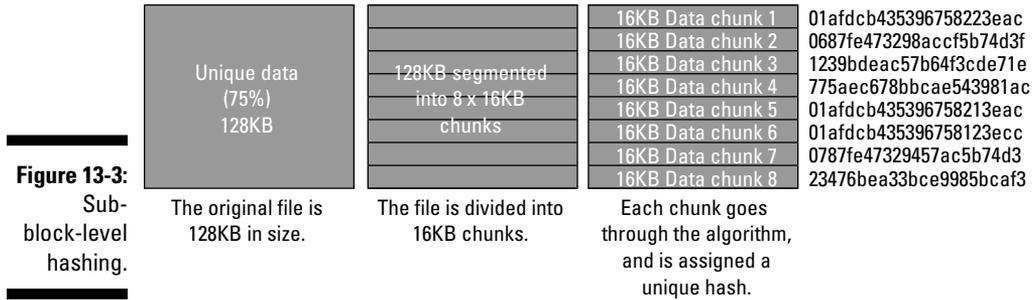 Unique data
(75%)
128KB
128KB segmented
into 8 x 16KB
chunks
16KB Data chunk 1
16KB Data chunk 2
16KB Data chunk 3
16KB Data chunk 4
16KB Data chunk 5
16KB Data chunk 6
16KB Data chunk 7
16KB Data chunk 8
01afdcb435396758223eac
0687fe473298accf5b74d3f
1239bdeac57b64f3cde71e
775aec678bbcae543981ac
01afdcb435396758213eac
01afdcb435396758123ecc
0787fe47329457ac5b74d3
23476bea33bce9985bcaf3
Figure 13-3:
Sub-
block-level
hashing.
The original file is
128KB in size.
The file is divided into
16KB chunks.
Each chunk goes
through the algorithm,
and is assigned a
unique hash.